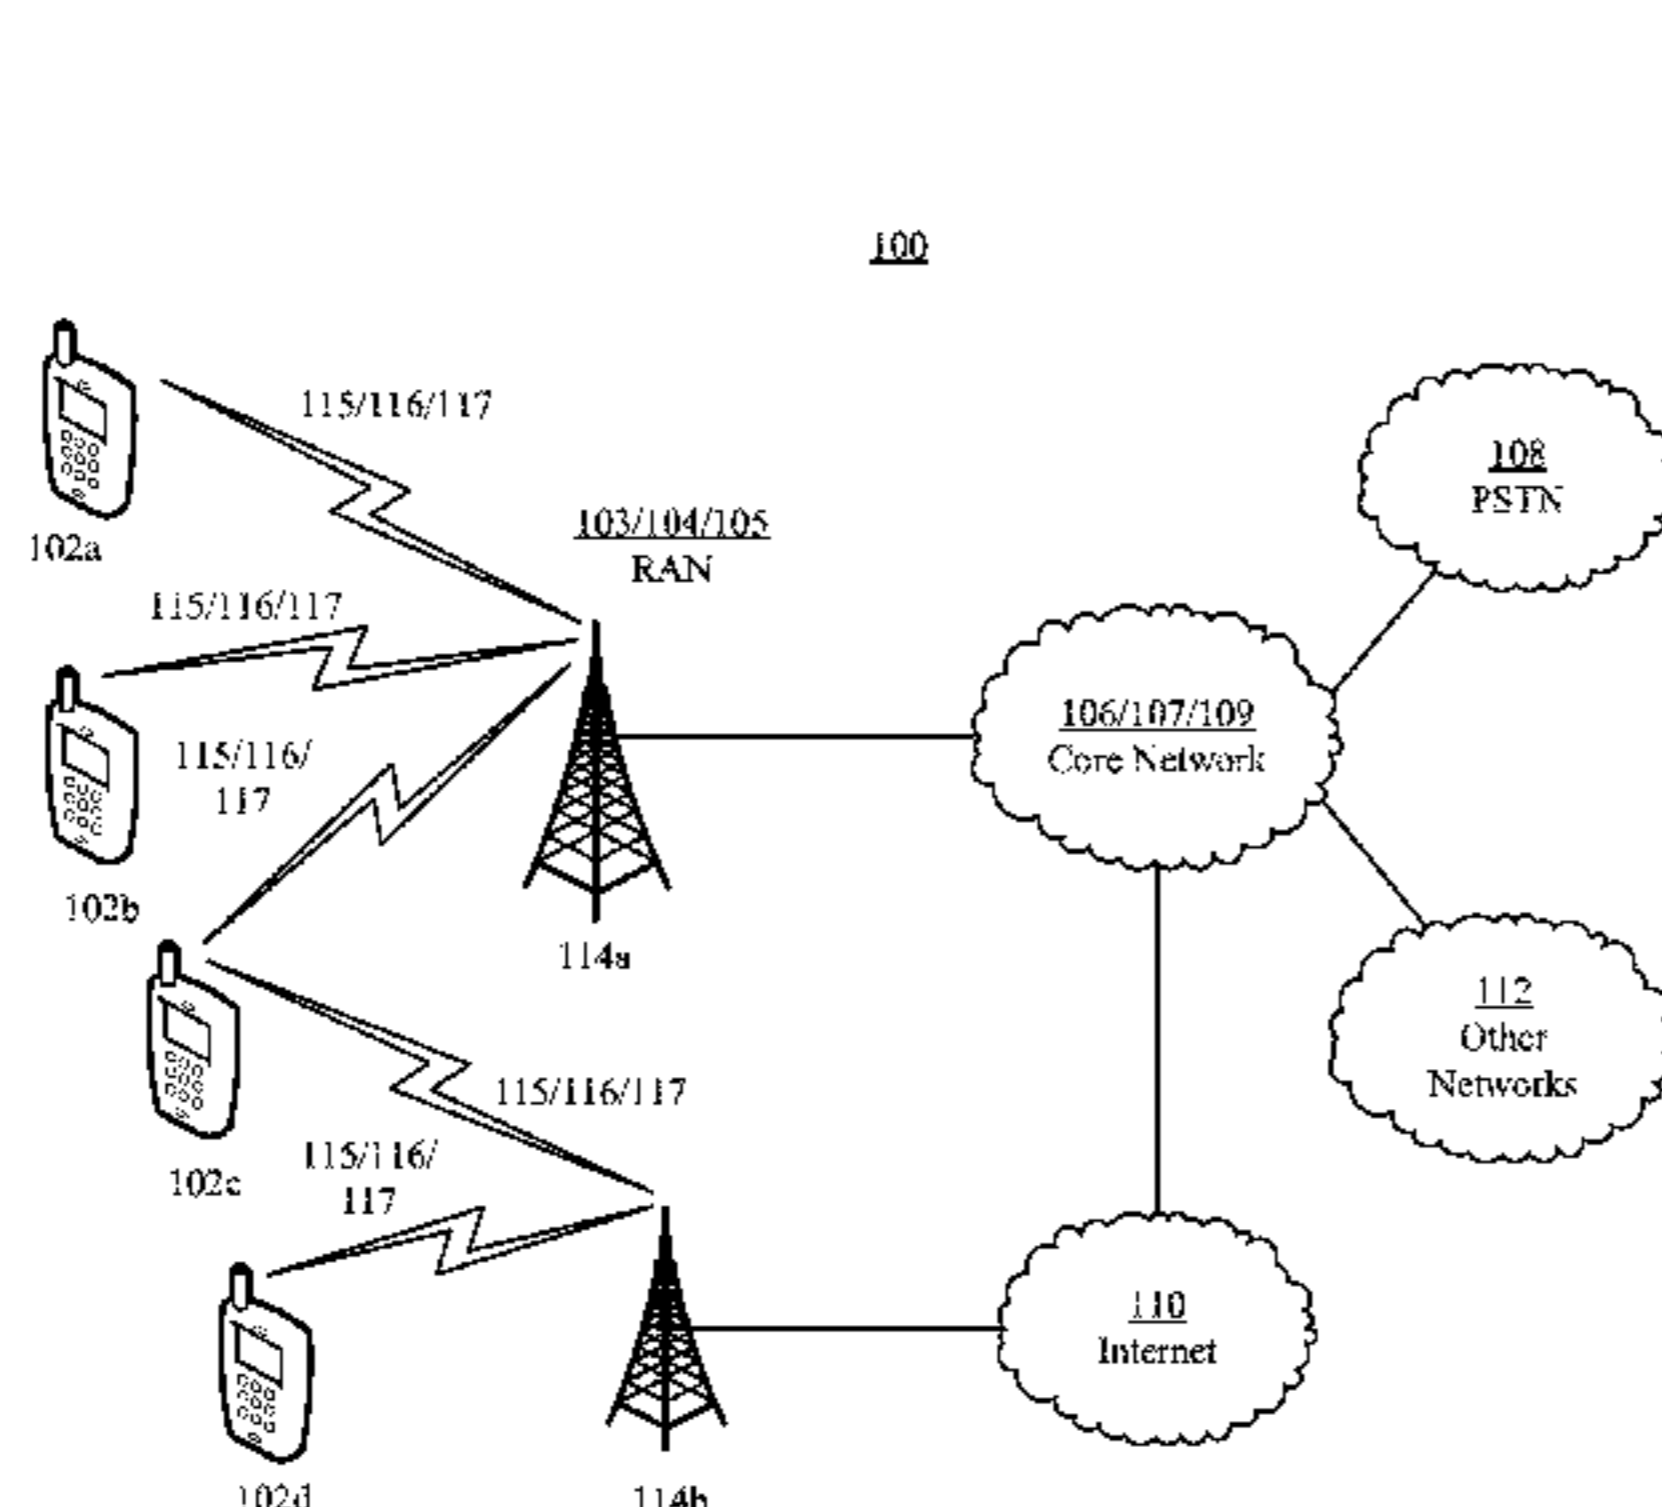 100
115/116/117
108
PSTN
103/104/105
RAN
102a
115/116/117
106/107/109
Core Network
115/116/
117
102b
114a
112
Other
Networks
115/116/117
115/116/
117
102c
110
Internet
102d
114b